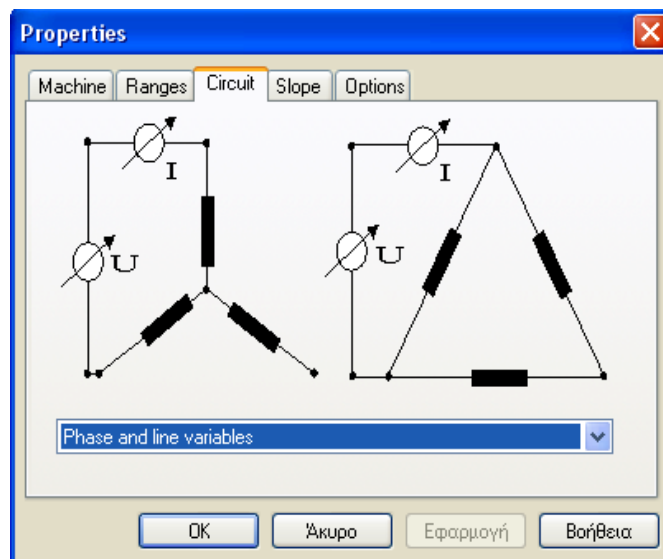 Properties
Machine Ranges Circuit Slope Options
I I
U U
Phase and line variables
OK Άκυρο Εφαρμογή Βοήθεια